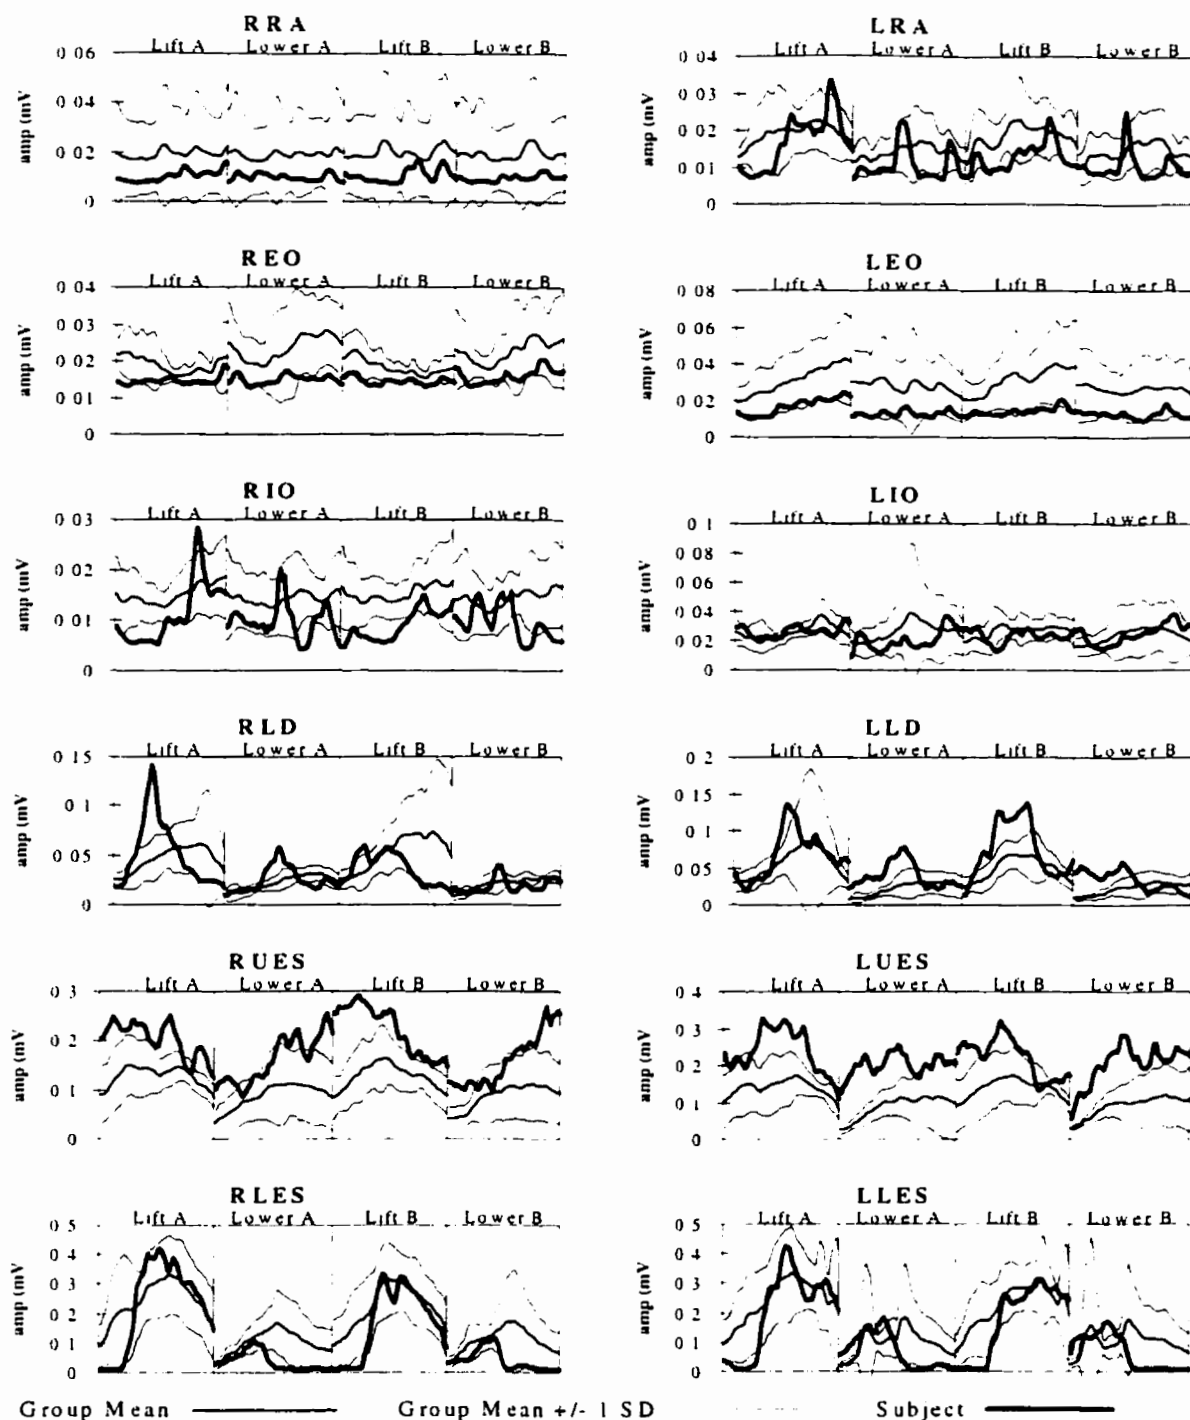 RRA
Lift A Lower A Lift B Lower B
0 06
0 04
0 02
0
amp (mV
LRA
Lift A Lower A Lift B Lower B
0 04
0 03
0 02
0 01
0
amp (mV
REO
Lift A Lower A Lift B Lower B
0 04
0 03
0 02
0 01
0
amp (mV
LEO
Lift A Lower A Lift B Lower B
0 08
0 06
0 04
0 02
0
amp (mV
RIO
Lift A Lower A Lift B Lower B
0 03
0 02
0 01
0
amp (mV
LIO
Lift A Lower A Lift B Lower B
0 1
0 08
0 06
0 04
0 02
0
amp (mV
RLD
Lift A Lower A Lift B Lower B
0 15
0 1
0 05
0
amp (mV
LLD
Lift A Lower A Lift B Lower B
0 2
0 15
0 1
0 05
0
amp (mV
RUES
Lift A Lower A Lift B Lower B
0 3
0 2
0 1
0
amp (mV
LUES
Lift A Lower A Lift B Lower B
0 4
0 3
0 2
0 1
0
amp (mV
RLES
Lift A Lower A Lift B Lower B
0 5
0 4
0 3
0 2
0 1
0
amp (mV
LLES
Lift A Lower A Lift B Lower B
0 5
0 4
0 3
0 2
0 1
0
amp (mV
Group Mean Group Mean +/- 1 SD Subject